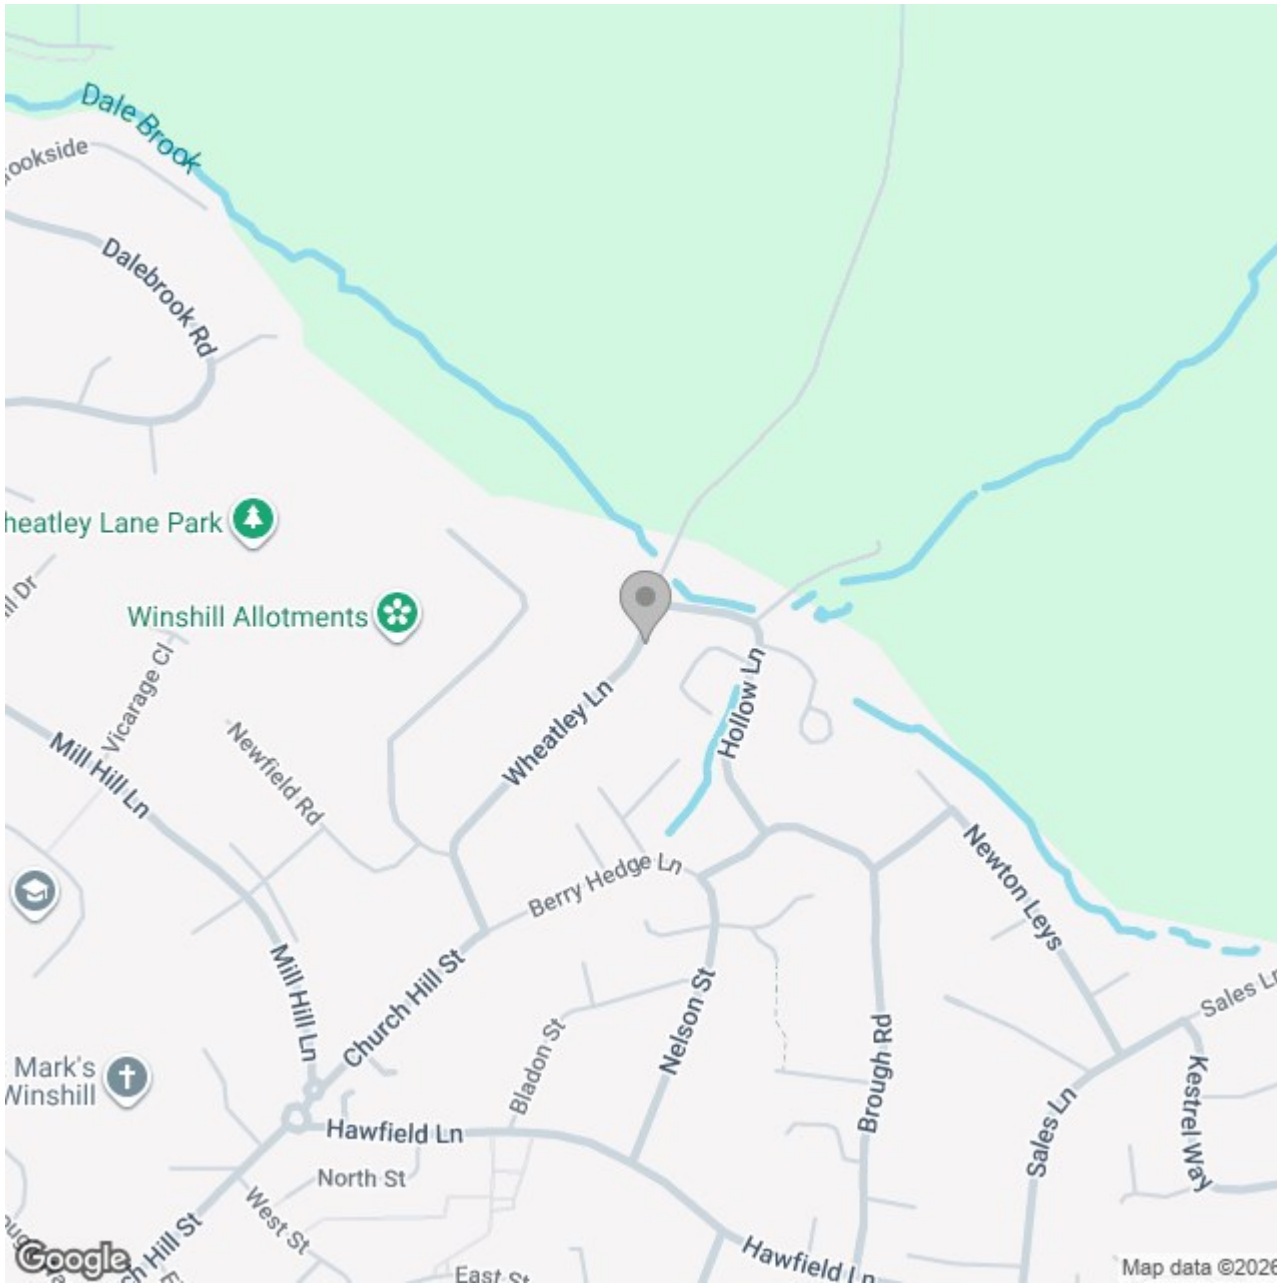 Dale Brook
rookside
Dalebrook Rd
heatley Lane Park
Winshill Allotments
ll Dr
Vicarage Cl
Mill Hill Ln
Newfield Rd
Wheatley Ln
Hollow Ln
Berry Hedge Ln
Newton Leys
Mill Hill Ln
Church Hill St
Nelson St
Bladon St
Brough Rd
Sales Ln
Sales Ln
Kestrel Way
Mark's
Winshill
Hawfield Ln
North St
West St
Hill St
East St
Hawfield Ln
Google
Map data ©2026